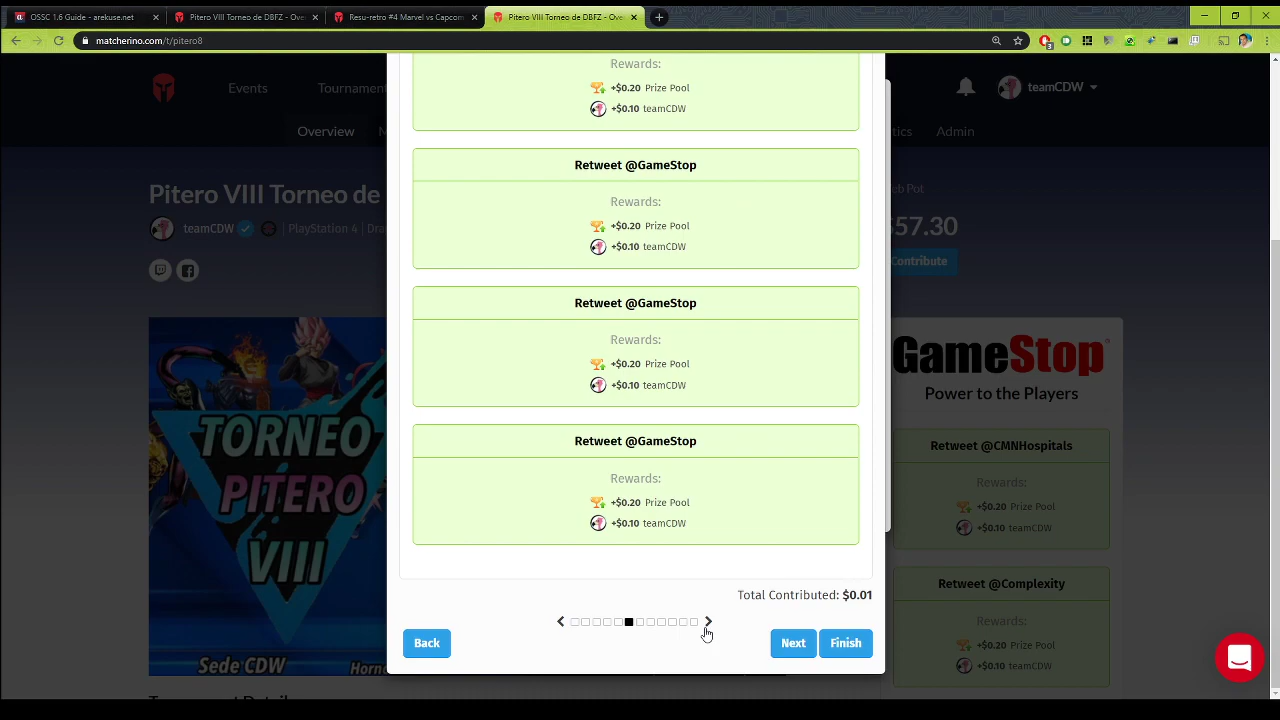 OSSC 1.6 Guide - arekuse.net
Pitero VIII Torneo de DBFZ - Ove
Resu-retro #4 Marvel vs Capcom
Pitero VIII Torneo de DBFZ - Ove
matcherino.com/t/pitero8
3
Events
Tournament
teamCDW
Overview
M
tics
Admin
Pitero VIII Torneo de
teamCDW
PlayStation 4
Dra
eb Pot
57.30
Contribute
Rewards:
+$0.20 Prize Pool
+$0.10 teamCDW
Retweet @GameStop
Rewards:
+$0.20 Prize Pool
+$0.10 teamCDW
Retweet @GameStop
Rewards:
+$0.20 Prize Pool
+$0.10 teamCDW
Retweet @GameStop
Rewards:
+$0.20 Prize Pool
+$0.10 teamCDW
Total Contributed: $0.01
Back
Next
Finish
TORNEO
PITERO
VIII
Sede CDW
Horn
GameStop
Power to the Players
Retweet @CMNHospitals
Rewards:
+$0.20 Prize Pool
+$0.10 teamCDW
Retweet @Complexity
Rewards:
+$0.20 Prize Pool
+$0.10 teamCDW